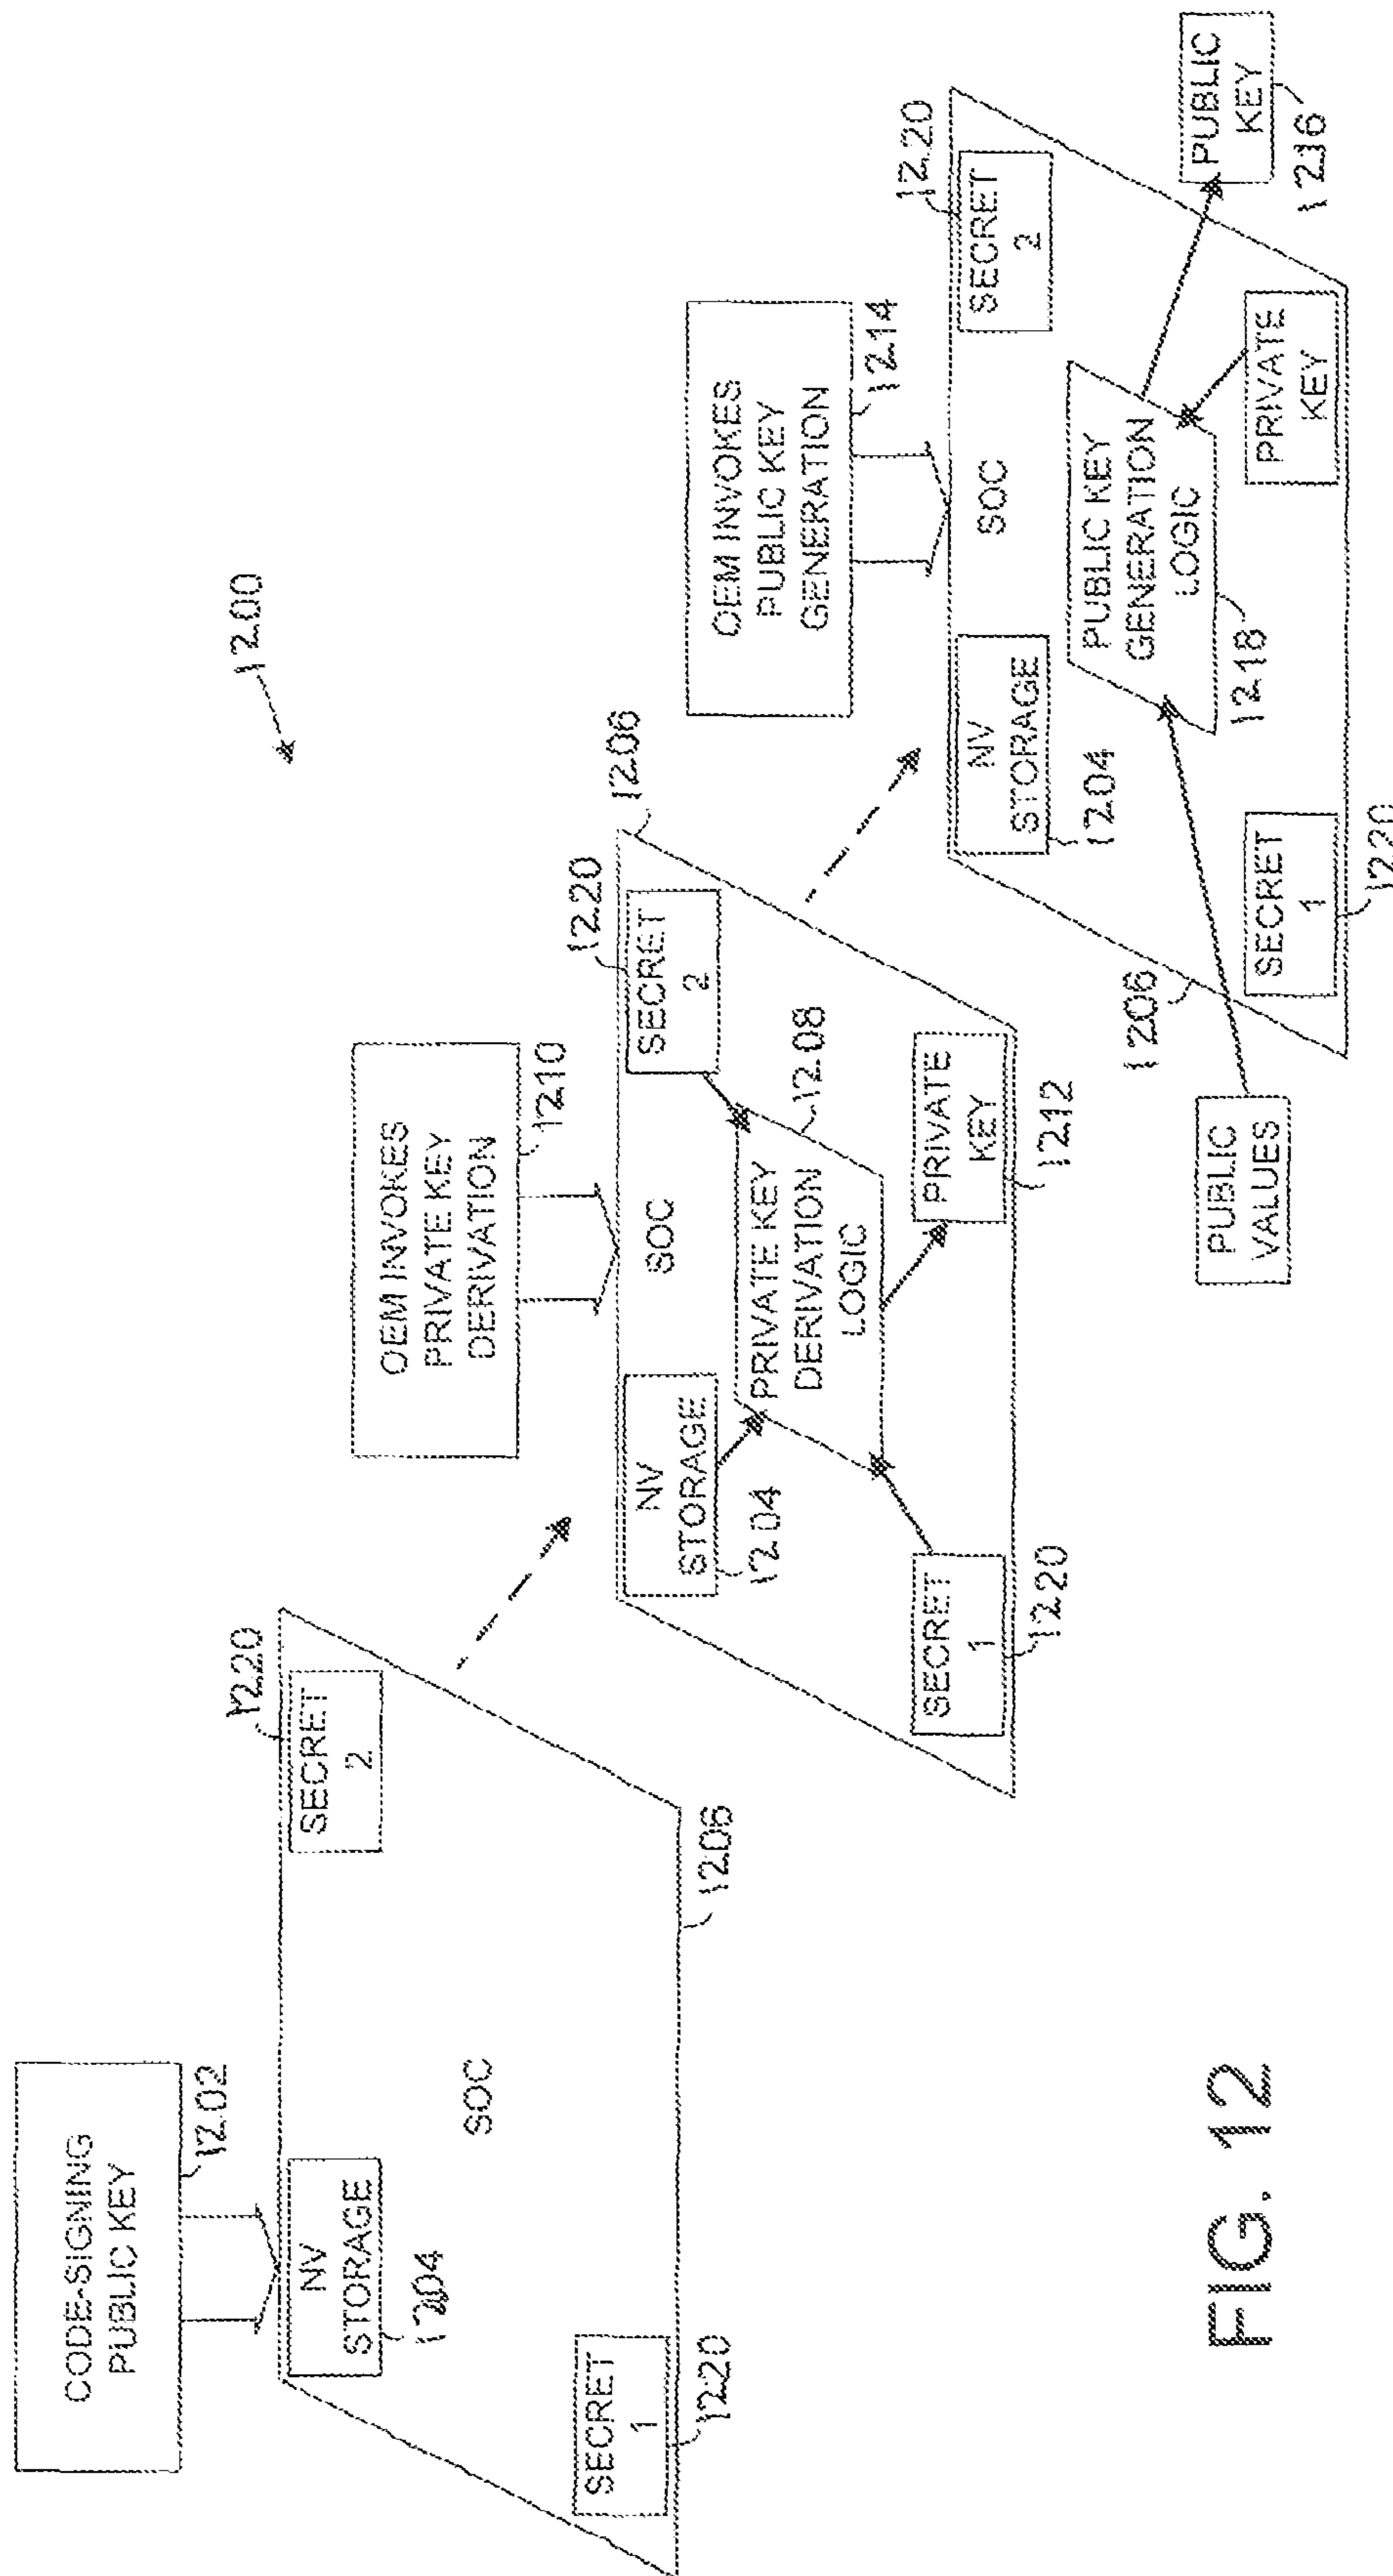 1200
CODE-SIGNING
PUBLIC KEY
1202
NV
STORAGE
1204
SECRET
2
1220
SOC
SECRET
1
1220
1206
OEM INVOKES
PRIVATE KEY
DERIVATION
1210
1206
NV
STORAGE
1204
SOC
SECRET
2
1220
PRIVATE KEY
DERIVATION
LOGIC
1208
SECRET
1
1220
PRIVATE
KEY
1212
OEM INVOKES
PUBLIC KEY
GENERATION
1214
NV
STORAGE
1204
SOC
SECRET
2
1220
PUBLIC KEY
GENERATION
LOGIC
1218
1206
SECRET
1
1220
PRIVATE
KEY
PUBLIC
KEY
1216
PUBLIC
VALUES
FIG. 12